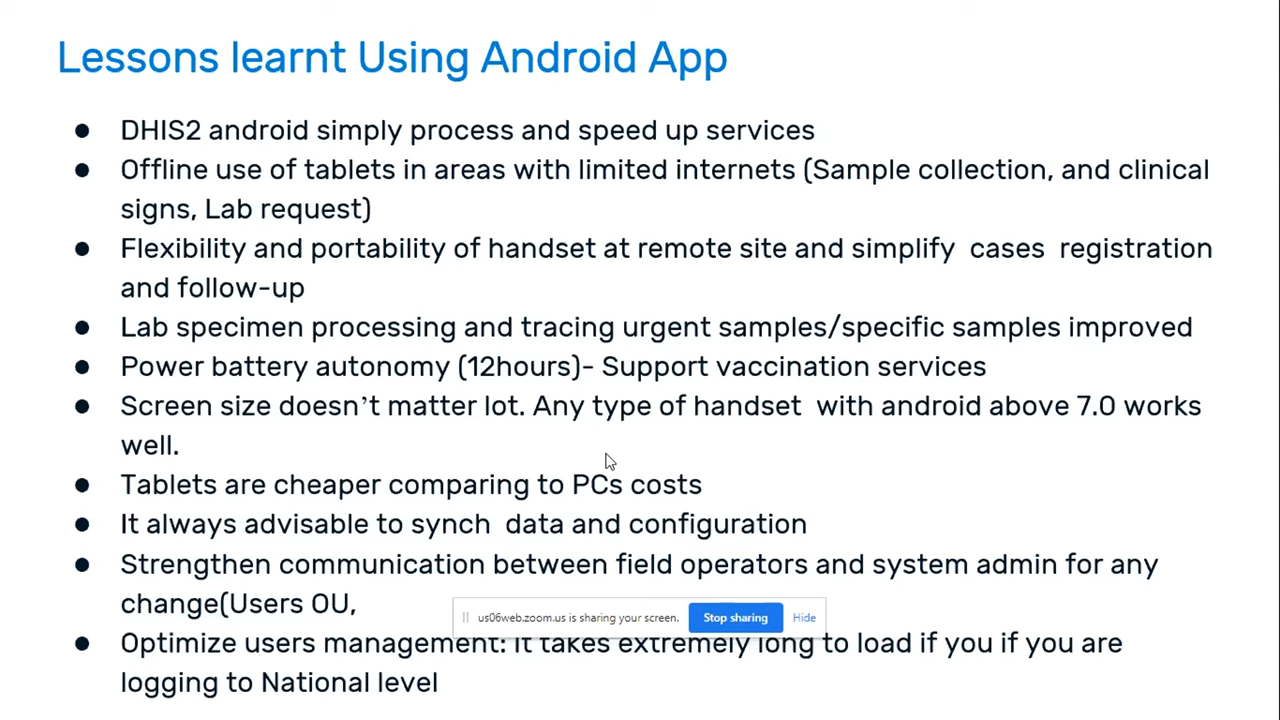 Lessons learnt Using Android App
● DHIS2 android simply process and speed up services
● Offline use of tablets in areas with limited internets (Sample collection, and clinical
signs, Lab request)
● Flexibility and portability of handset at remote site and simplify cases registration
and follow-up
● Lab specimen processing and tracing urgent samples/specific samples improved
● Power battery autonomy (12hours)- Support vaccination services
● Screen size doesn’t matter lot. Any type of handset with android above 7.0 works
well.
● Tablets are cheaper comparing to PCs costs
● It always advisable to synch data and configuration
● Strengthen communication between field operators and system admin for any
change(Users OU,
us06web.zoom.us is sharing your screen. Stop sharing Hide
● Optimize users management: It takes extremely long to load if you if you are
logging to National level